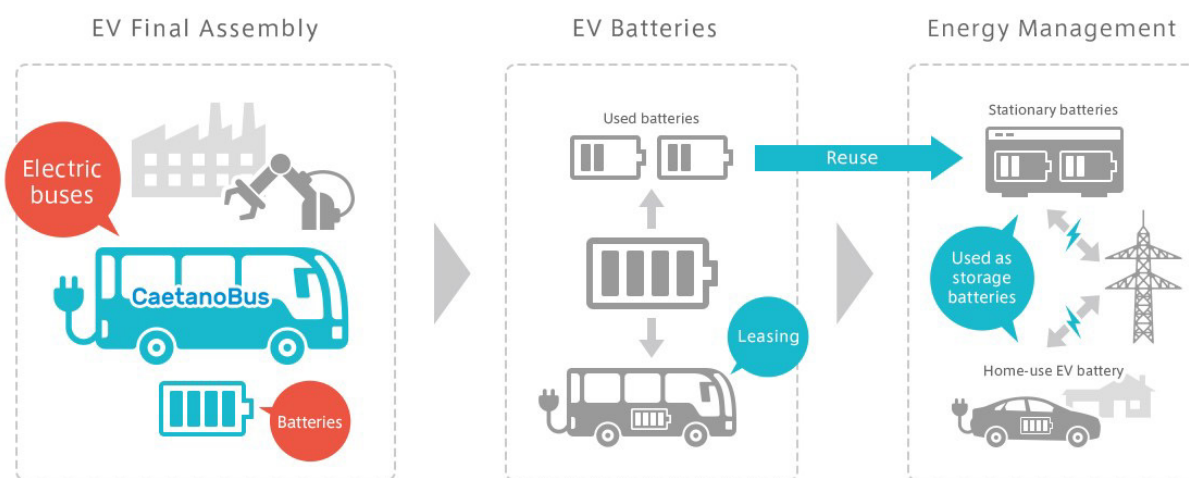 EV Final Assembly
Electric
buses
CaetanoBus
Batteries
EV Batteries
Used batteries
Reuse
Leasing
Energy Management
Stationary batteries
Used as
storage
batteries
Home-use EV battery